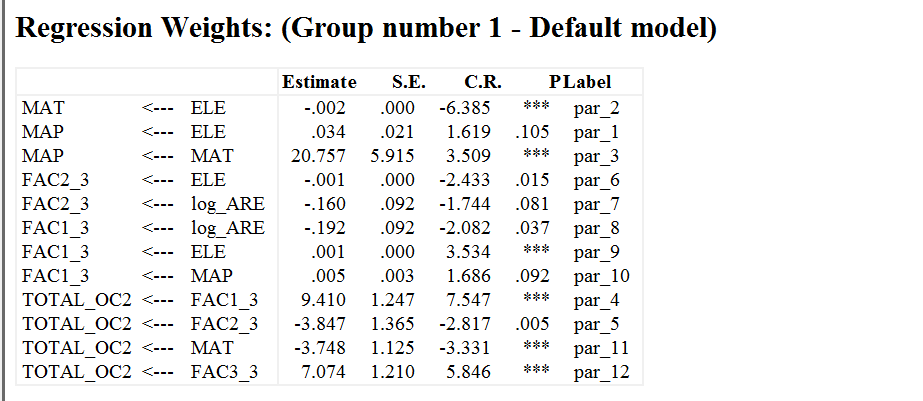 Regression Weights: (Group number 1 - Default model)
Estimate S.E. C.R. P Label
MAT <--- ELE -.002 .000 -6.385 *** par_2
MAP <--- ELE .034 .021 1.619 .105 par_1
MAP <--- MAT 20.757 5.915 3.509 *** par_3
FAC2_3 <--- ELE -.001 .000 -2.433 .015 par_6
FAC2_3 <--- log_ARE -.160 .092 -1.744 .081 par_7
FAC1_3 <--- log_ARE -.192 .092 -2.082 .037 par_8
FAC1_3 <--- ELE .001 .000 3.534 *** par_9
FAC1_3 <--- MAP .005 .003 1.686 .092 par_10
TOTAL_OC2 <--- FAC1_3 9.410 1.247 7.547 *** par_4
TOTAL_OC2 <--- FAC2_3 -3.847 1.365 -2.817 .005 par_5
TOTAL_OC2 <--- MAT -3.748 1.125 -3.331 *** par_11
TOTAL_OC2 <--- FAC3_3 7.074 1.210 5.846 *** par_12